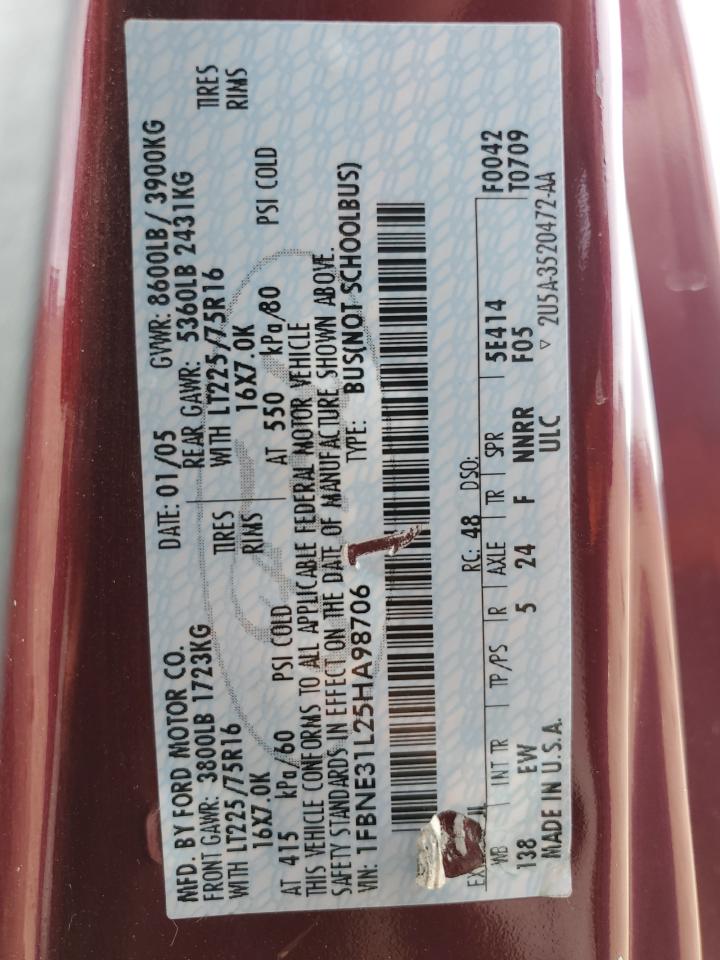 MFD. BY FORD MOTOR CO.
DATE: 01/05 GVWR: 8600LB/ 3900KG
FRONT GAWR: 3800LB 1723KG REAR GAWR: 5360LB 2431KG
WITH LT225/75R16 TIRES WITH LT225/75R16 TIRES
16X7.0K RIMS 16X7.0K RIMS
AT 415 kPa/60 PSI COLD AT 550 kPa/80 PSI COLD
THIS VEHICLE CONFORMS TO ALL APPLICABLE FEDERAL MOTOR VEHICLE
SAFETY STANDARDS IN EFFECT ON THE DATE OF MANUFACTURE SHOWN ABOVE.
VIN: 1FBNE31L25HA98706 TYPE: BUS(NOT SCHOOLBUS)
RC: 48 DSO: F0042
WB INT TR TP/PS R AXLE TR SPR T0709
138 EW 5 24 F NNRR 5E414
MADE IN U.S.A. ULC F05
▽ 2U5A-3520472-AA